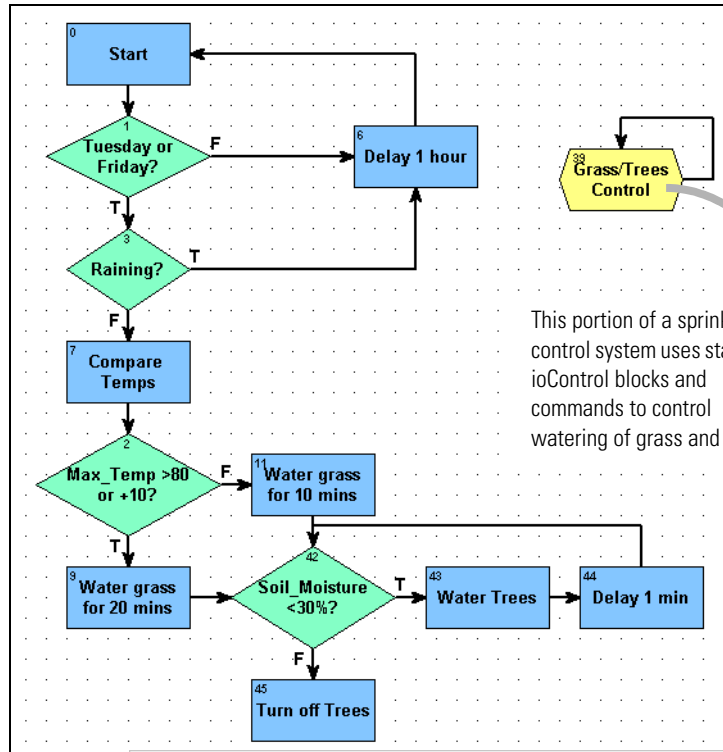 0
Start
1
Tuesday or
Friday?
F
6
Delay 1 hour
T
3
Raining?
T
F
7
Compare
Temps
2
Max_Temp >80
or +10?
F
11
Water grass
for 10 mins
T
9
Water grass
for 20 mins
42
Soil_Moisture
<30%?
T
43
Water Trees
44
Delay 1 min
F
45
Turn off Trees
39
Grass/Trees
Control
This portion of a
control system uses
ioControl blocks and
commands to control
watering of grass and